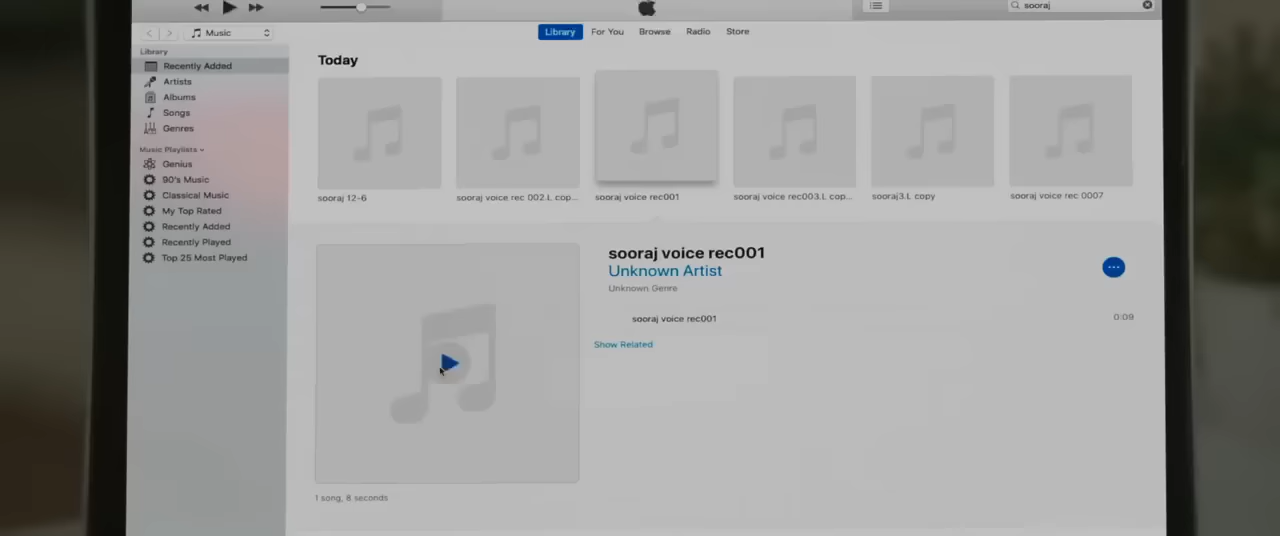 sooraj
Music
Library
For You
Browse
Radio
Store
Library
Recently Added
Artists
Albums
Songs
Genres
Music Playlists
Genius
90's Music
Classical Music
My Top Rated
Recently Added
Recently Played
Top 25 Most Played
Today
sooraj 12-6
sooraj voice rec 002.L cop...
sooraj voice rec001
sooraj voice rec003.L cop...
sooraj3.L copy
sooraj voice rec 0007
sooraj voice rec001
Unknown Artist
Unknown Genre
sooraj voice rec001
0:09
Show Related
1 song, 8 seconds